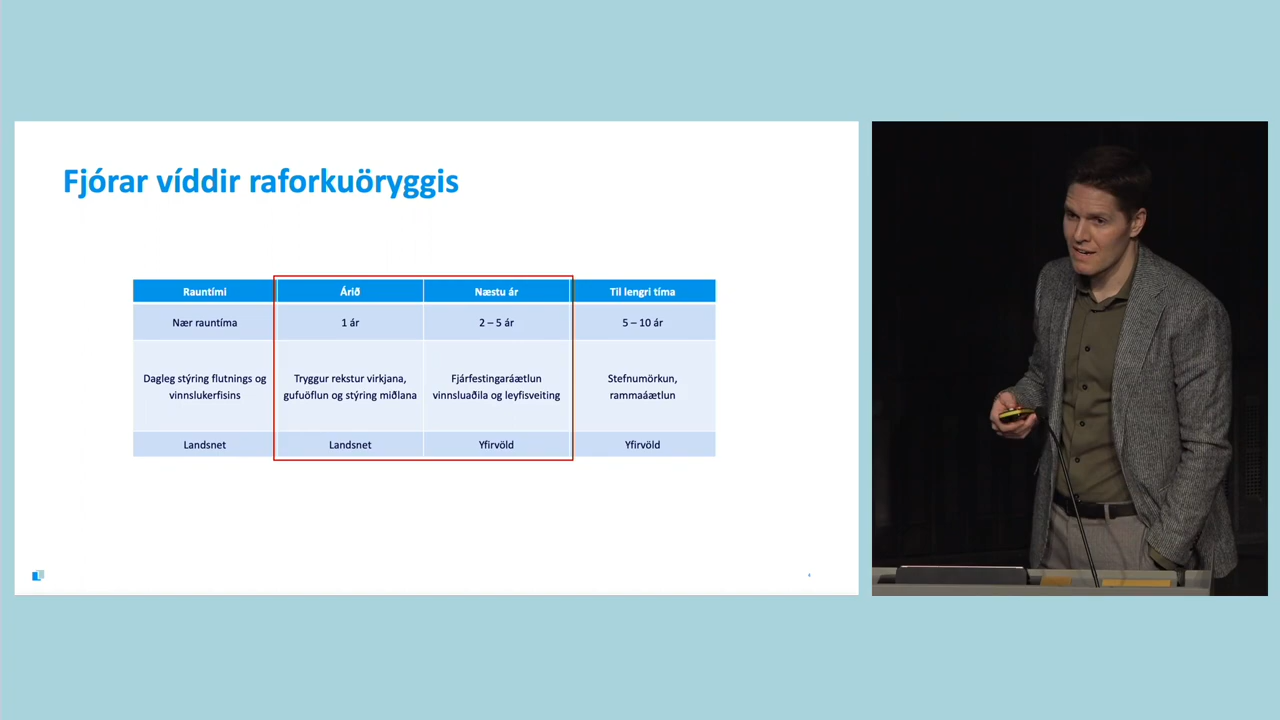 Fjórar víddir raforkuöryggis
Rauntími Árið Næstu ár Til lengri tíma
Nær rauntíma 1 ár 2 – 5 ár 5 – 10 ár
Dagleg stýring flutnings og Tryggur rekstur virkjana, Fjárfestingaráætlun Stefnumörkun,
vinnslukerfisins gufuöflun og stýring miðlana vinnsluaðila og leyfisveiting rammaáætlun
Landsnet Landsnet Yfirvöld Yfirvöld
4